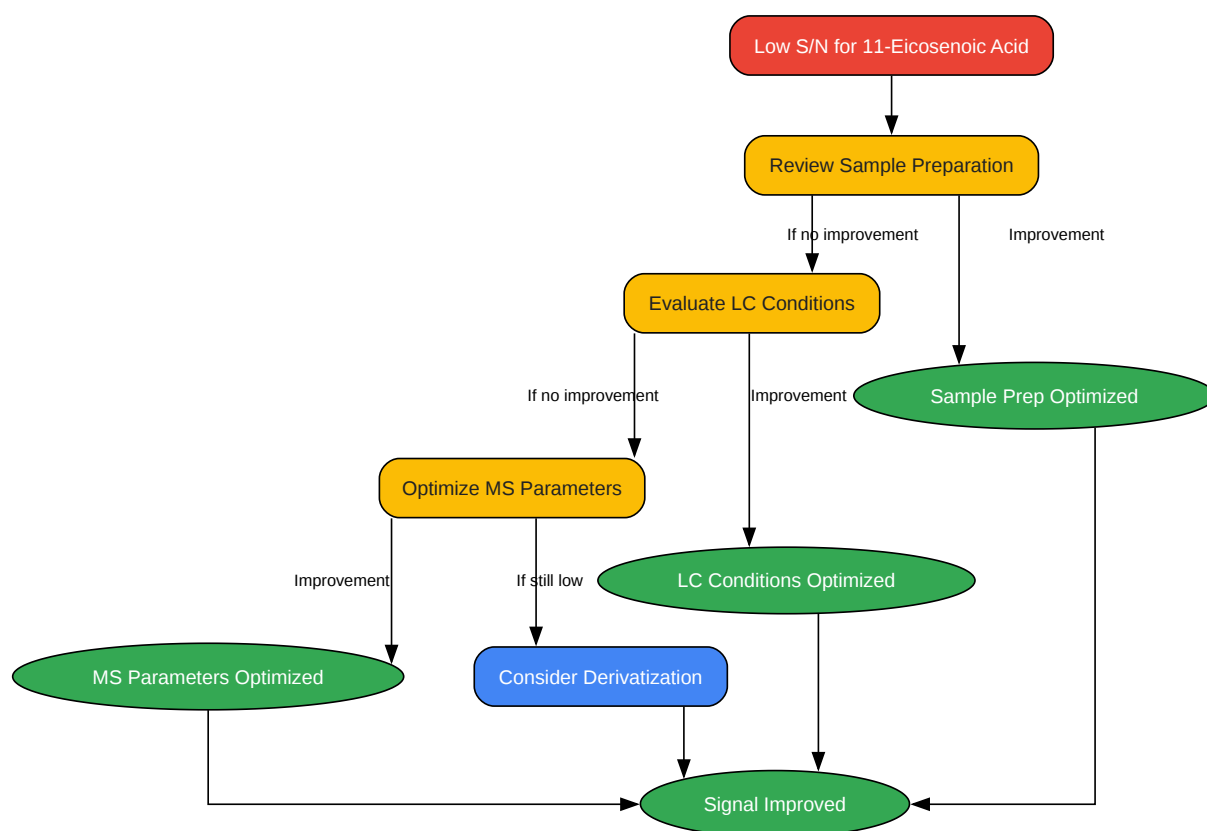 Low S/N for 11-Eicosenoic Acid
Review Sample Preparation
If no improvement
Improvement
Evaluate LC Conditions
If no improvement
Improvement
Sample Prep Optimized
Optimize MS Parameters
Improvement
If still low
LC Conditions Optimized
MS Parameters Optimized
Consider Derivatization
Signal Improved